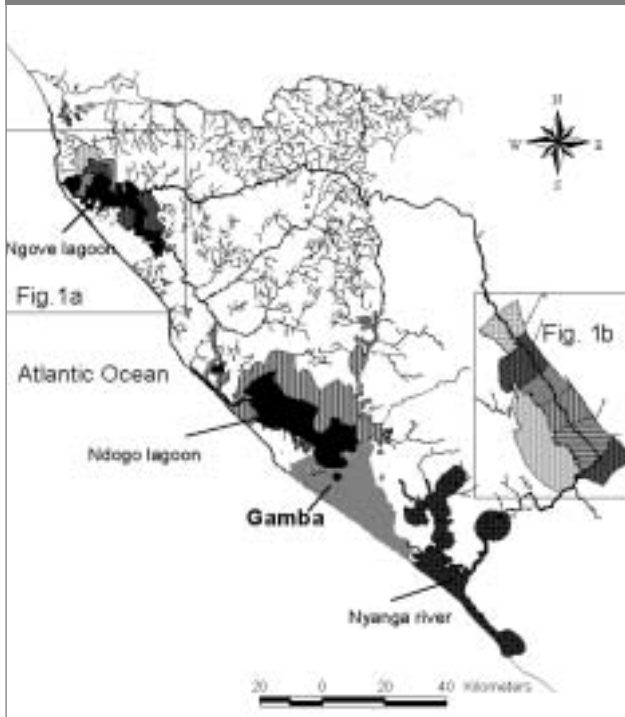 N
W E
S
Ngove lagoon
Fig.1a
Fig. 1b
Atlantic Ocean
Ndogo lagoon
Gamba
Nyanga river
20 0 20 40 Kilometers